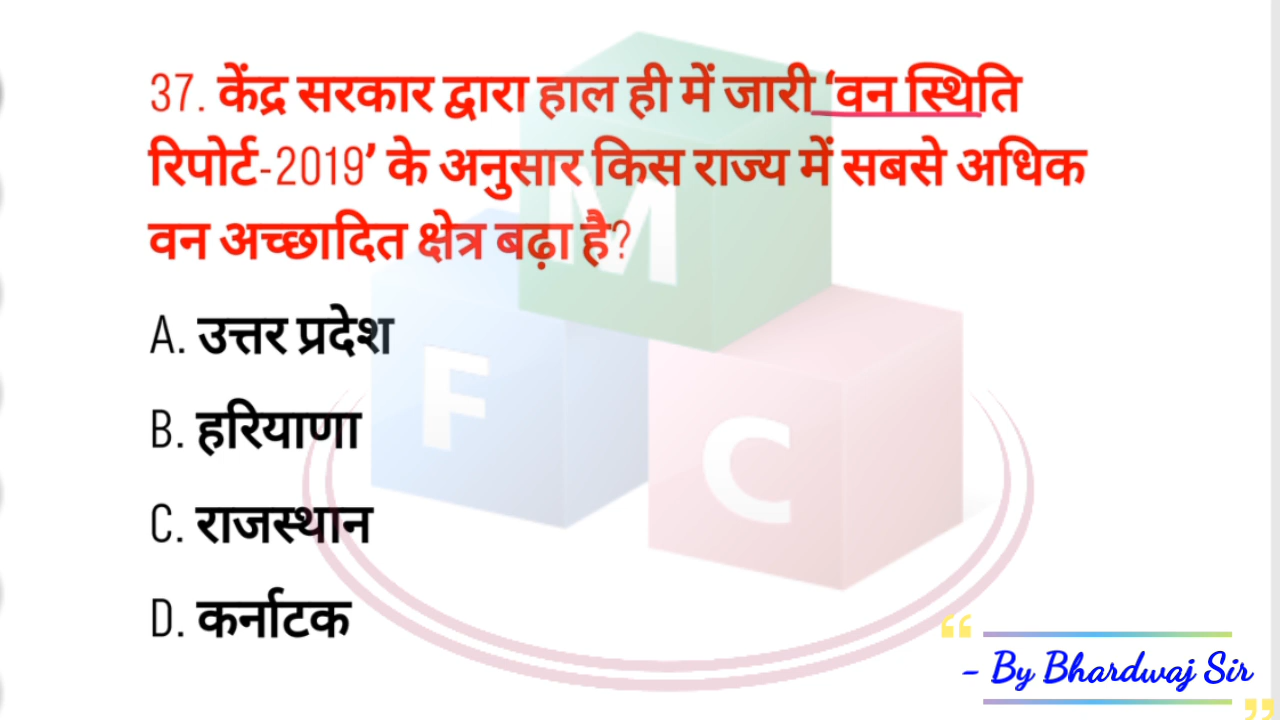 37. केंद्र सरकार द्वारा हाल ही में जारी ‘वन स्थिति
रिपोर्ट-2019’ के अनुसार किस राज्य में सबसे अधिक
वन अच्छादित क्षेत्र बढ़ा है?
A. उत्तर प्रदेश
B. हरियाणा
C. राजस्थान
D. कर्नाटक
M
F
C
“
- By Bhardwaj Sir
”